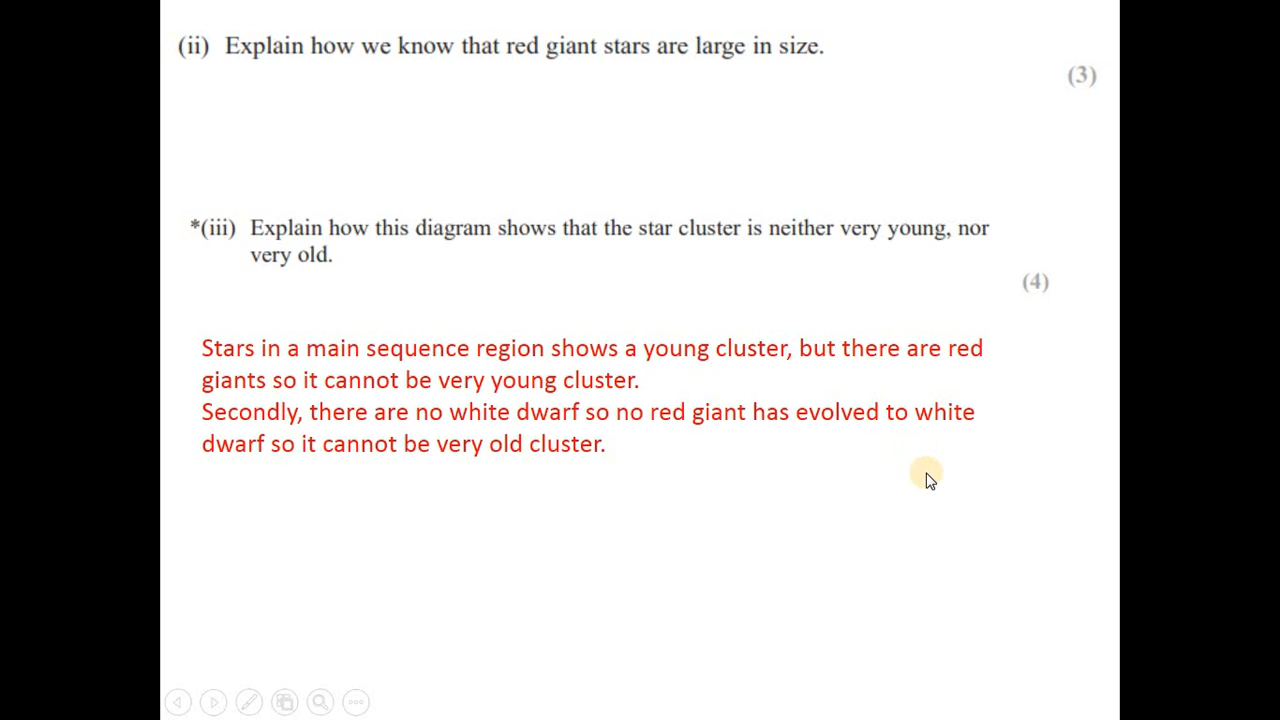 (ii) Explain how we know that red giant stars are large in size.
(3)
*(iii) Explain how this diagram shows that the star cluster is neither very young, nor
very old.
(4)
Stars in a main sequence region shows a young cluster, but there are red
giants so it cannot be very young cluster.
Secondly, there are no white dwarf so no red giant has evolved to white
dwarf so it cannot be very old cluster.